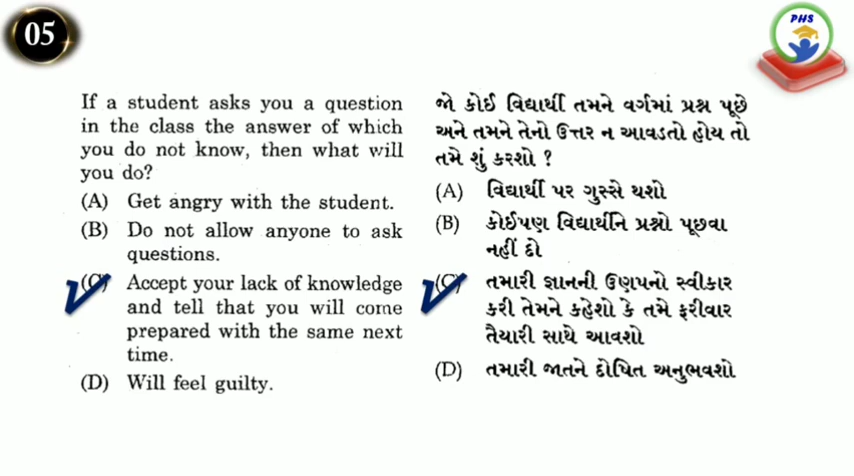 05
PHS
If a student asks you a question
in the class the answer of which
you do not know, then what will
you do?
(A) Get angry with the student.
(B) Do not allow anyone to ask
questions.
(C) Accept your lack of knowledge
and tell that you will come
prepared with the same next
time.
(D) Will feel guilty.
જો કોઈ વિદ્યાર્થી તમને વર્ગમાં પ્રશ્ન પૂછે
અને તમને તેનો ઉત્તર ન આવડતો હોય તો
તમે શું કરશો ?
(A) વિદ્યાર્થી પર ગુસ્સે થશો
(B) કોઈપણ વિદ્યાર્થીને પ્રશ્નો પૂછવા
નહીં દો
(C) તમારી જ્ઞાનની ઉણપનો સ્વીકાર
કરી તેમને કહેશો કે તમે ફરીવાર
તૈયારી સાથે આવશો
(D) તમારી જાતને દોષિત અનુભવશો